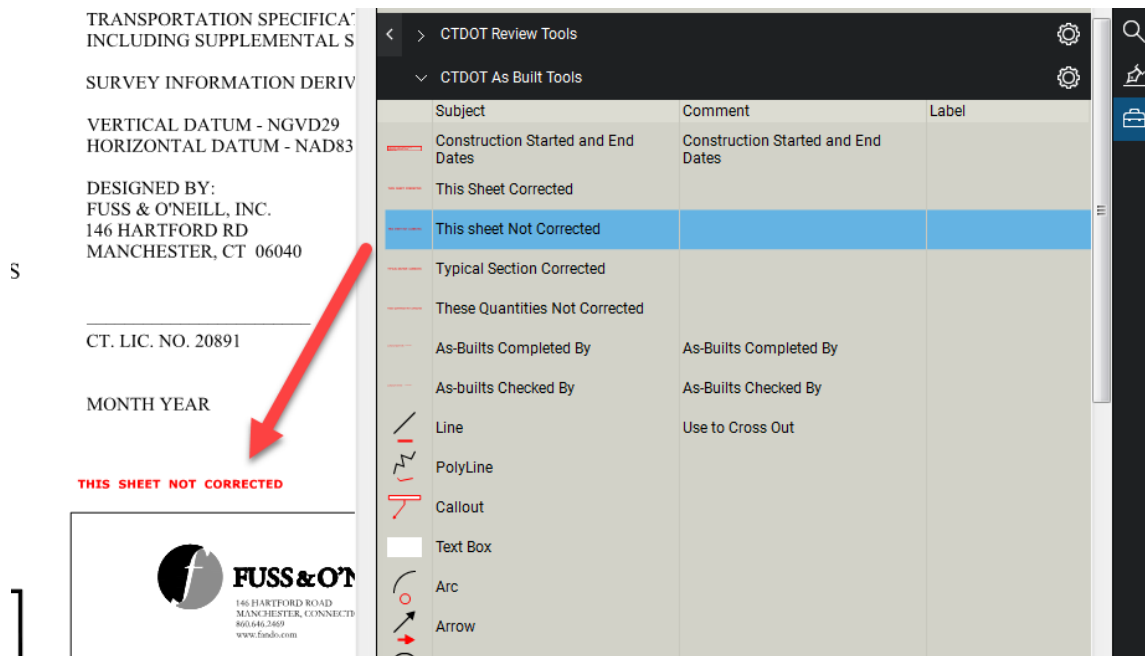 TRANSPORTATION SPECIFICA
INCLUDING SUPPLEMENTAL S
SURVEY INFORMATION DERIV
VERTICAL DATUM - NGVD29
HORIZONTAL DATUM - NAD83
DESIGNED BY:
FUSS & O'NEILL, INC.
146 HARTFORD RD
MANCHESTER, CT 06040
S
CT. LIC. NO. 20891
MONTH YEAR
THIS SHEET NOT CORRECTED
FUSS & O'N
146 HARTFORD ROAD
MANCHESTER, CONNECTI
860.646.2469
www.fando.com
CTDOT Review Tools
CTDOT As Built Tools
Subject Comment Label
Construction Started and End Dates Construction Started and End Dates
This Sheet Corrected
This sheet Not Corrected
Typical Section Corrected
These Quantities Not Corrected
As-Builts Completed By As-Builts Completed By
As-builts Checked By As-Builts Checked By
Line Use to Cross Out
PolyLine
Callout
Text Box
Arc
Arrow